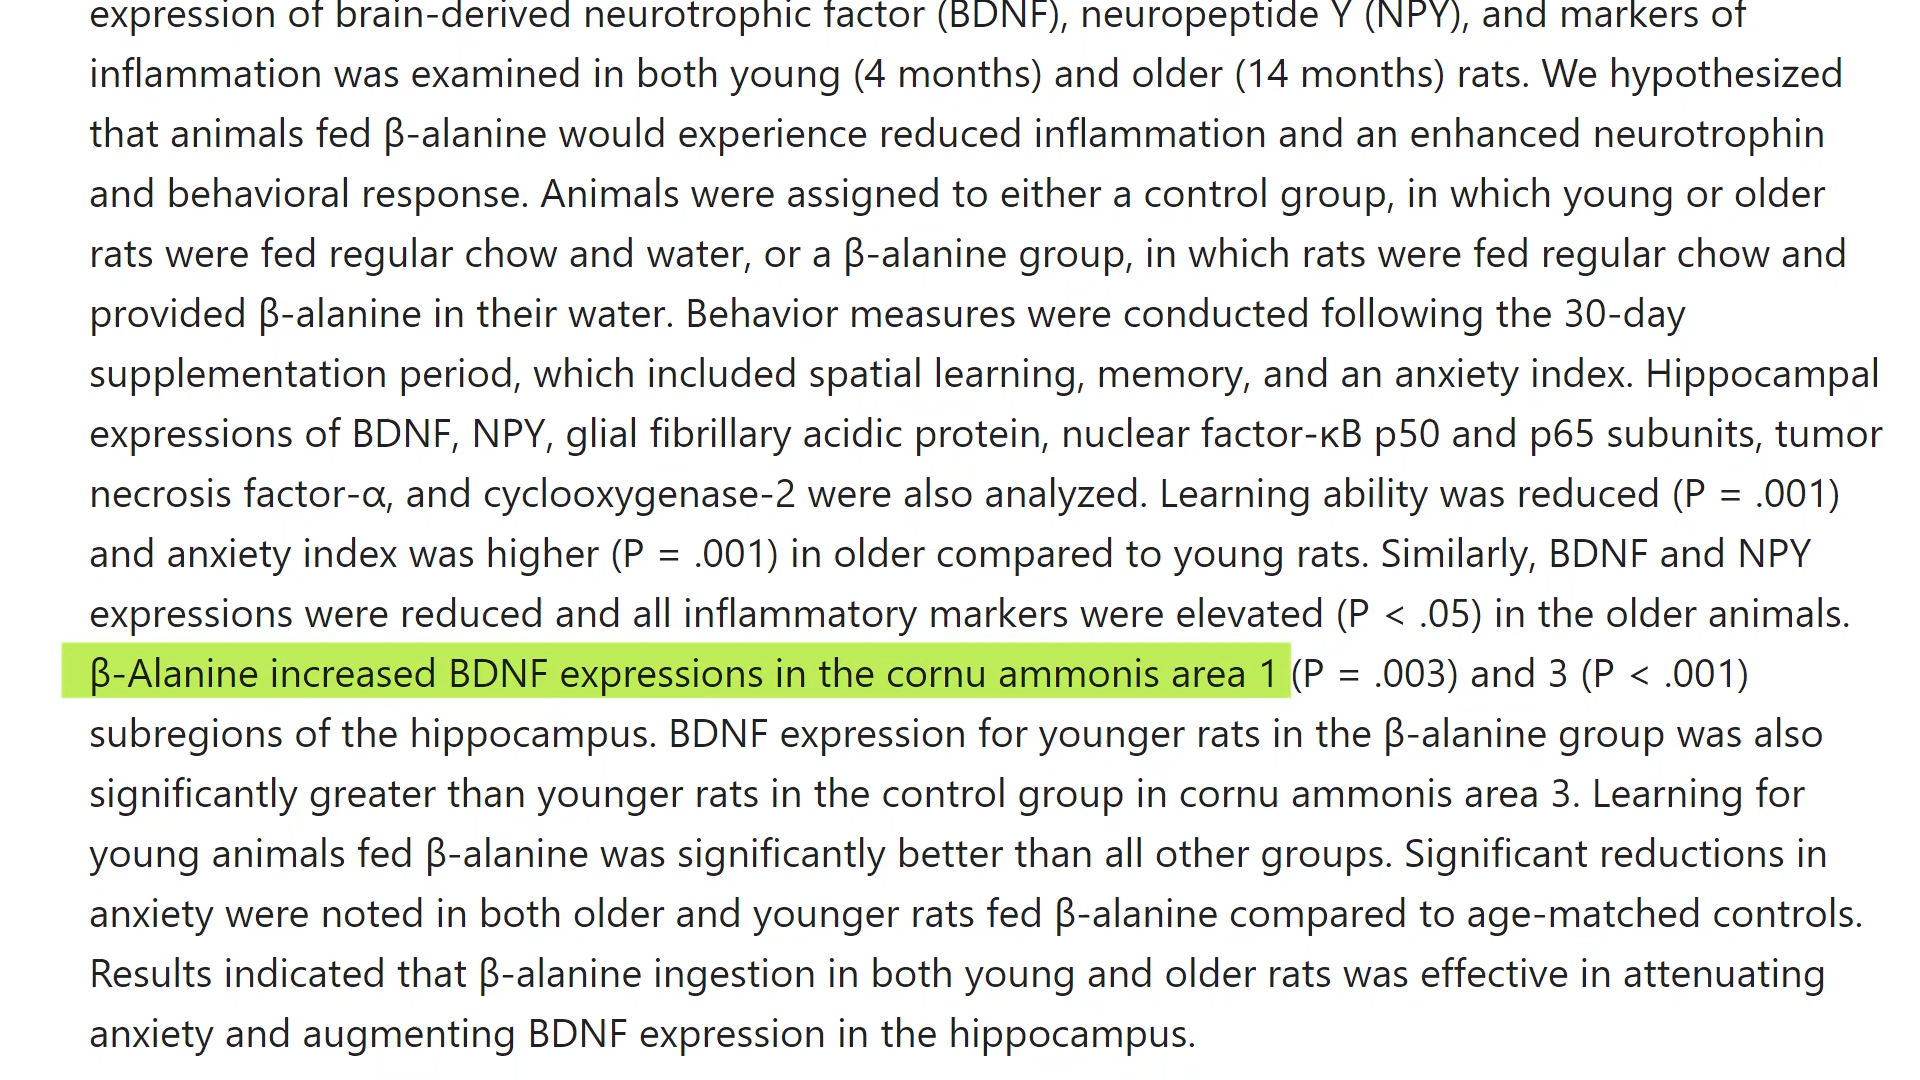 expression of brain-derived neurotrophic factor (BDNF), neuropeptide Y (NPY), and markers of
inflammation was examined in both young (4 months) and older (14 months) rats. We hypothesized
that animals fed β-alanine would experience reduced inflammation and an enhanced neurotrophin
and behavioral response. Animals were assigned to either a control group, in which young or older
rats were fed regular chow and water, or a β-alanine group, in which rats were fed regular chow and
provided β-alanine in their water. Behavior measures were conducted following the 30-day
supplementation period, which included spatial learning, memory, and an anxiety index. Hippocampal
expressions of BDNF, NPY, glial fibrillary acidic protein, nuclear factor-κB p50 and p65 subunits, tumor
necrosis factor-α, and cyclooxygenase-2 were also analyzed. Learning ability was reduced (P = .001)
and anxiety index was higher (P = .001) in older compared to young rats. Similarly, BDNF and NPY
expressions were reduced and all inflammatory markers were elevated (P < .05) in the older animals.
β-Alanine increased BDNF expressions in the cornu ammonis area 1 (P = .003) and 3 (P < .001)
subregions of the hippocampus. BDNF expression for younger rats in the β-alanine group was also
significantly greater than younger rats in the control group in cornu ammonis area 3. Learning for
young animals fed β-alanine was significantly better than all other groups. Significant reductions in
anxiety were noted in both older and younger rats fed β-alanine compared to age-matched controls.
Results indicated that β-alanine ingestion in both young and older rats was effective in attenuating
anxiety and augmenting BDNF expression in the hippocampus.